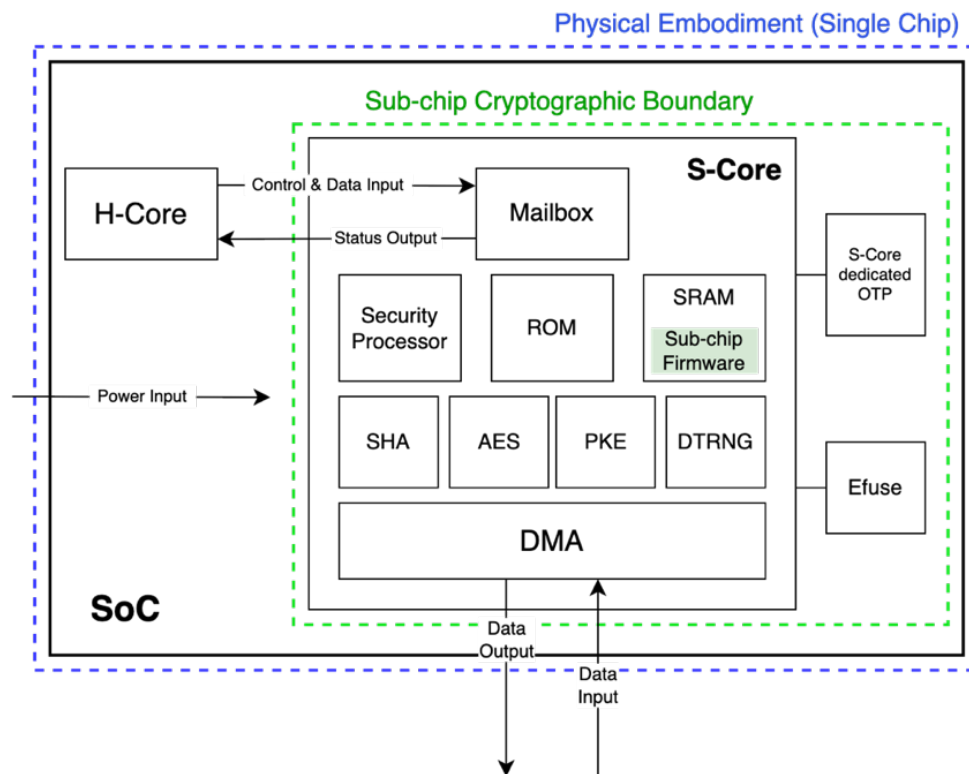 Physical Embodiment (Single Chip)
Sub-chip Cryptographic Boundary
S-Core
H-Core
Control & Data Input
Mailbox
Status Output
S-Core
dedicated
OTP
Security
Processor
ROM
SRAM
Sub-chip
Firmware
Power Input
SHA
AES
PKE
DTRNG
Efuse
DMA
SoC
Data
Output
Data
Input